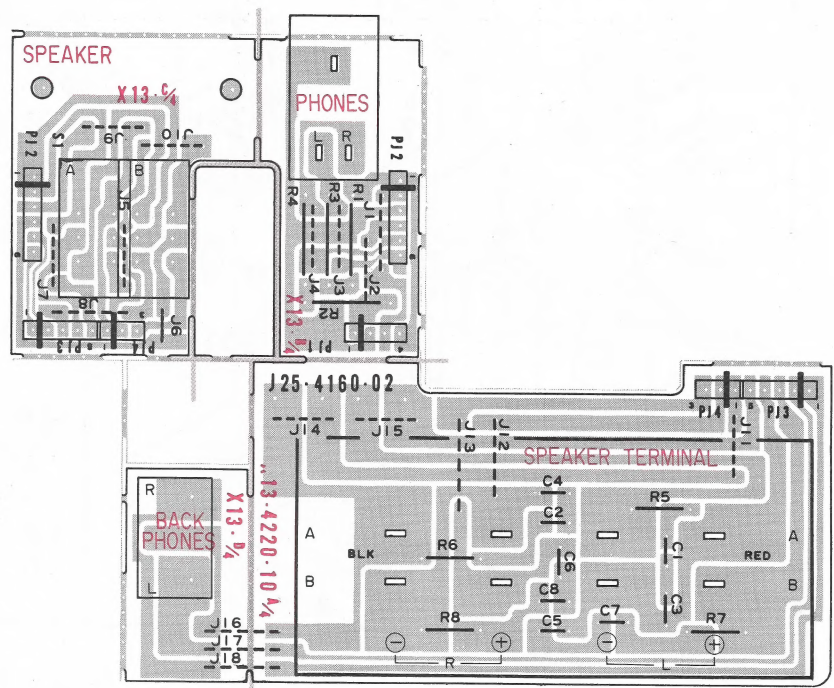 SPEAKER
X13-C/4
PHONES
L R
PJ2
S1
J9
J10
A B
J5
J7
J8
J6
PJ3
PJ4
PJ2
R4
R3
R1
J1
J4
J3
J2
R2
X13-B/4
PJ1
J25-4160-02
J14
J15
J13
J12
J11
PJ4
PJ3
SPEAKER TERMINAL
X13-D/4
13-4220-10 A/4
R
BACK
PHONES
L
A
B
BLK
RED
A
B
C4
C2
C6
C8
C5
R6
R8
R5
C1
C3
C7
R7
J16
J17
J18
− R +
− L +